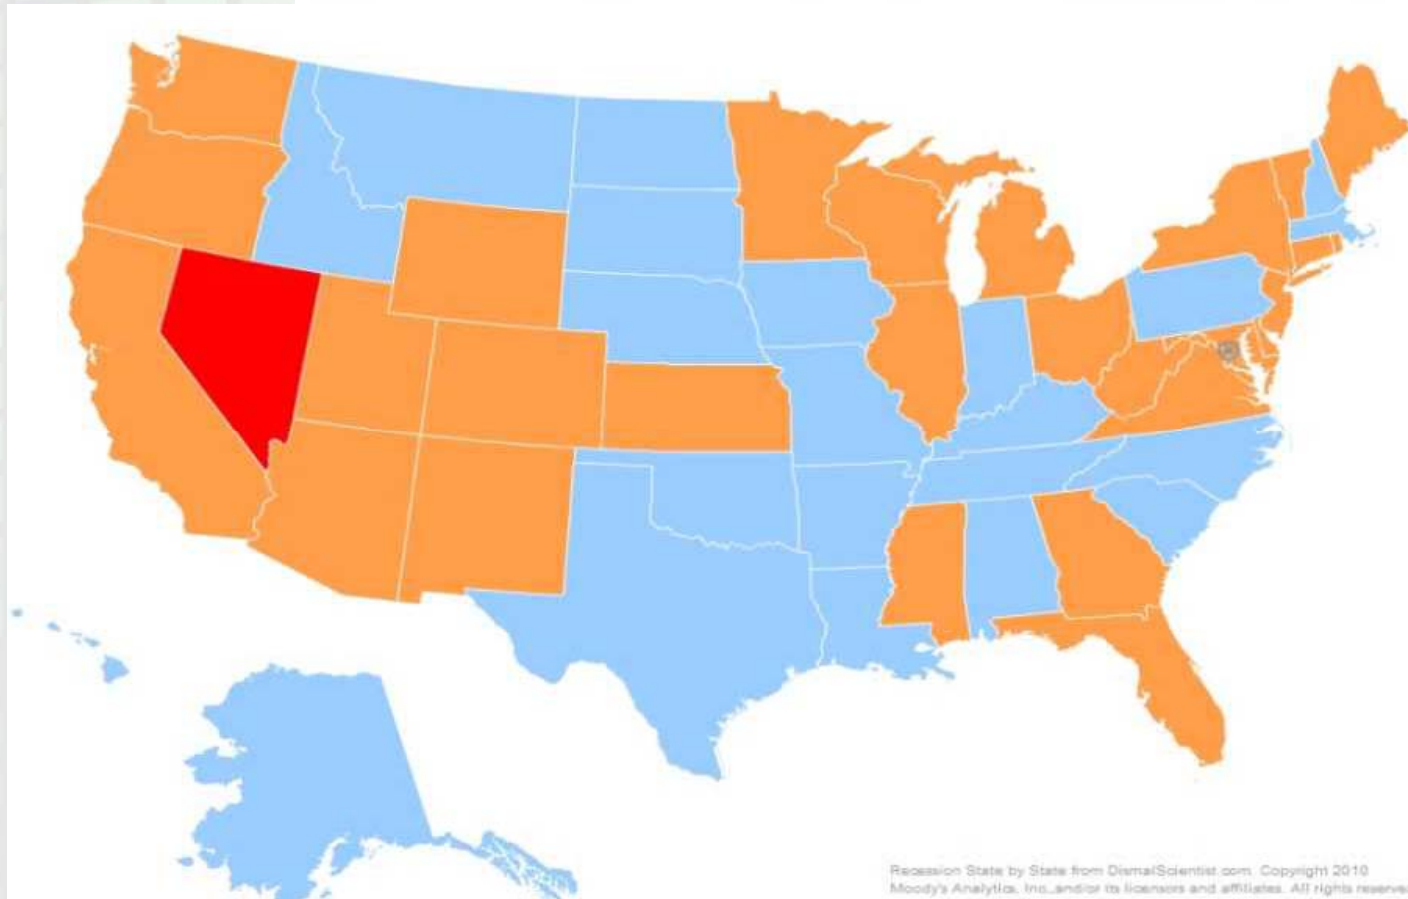 Recession State by State from DismalScientist.com. Copyright 2010
Moody's Analytics, Inc.,and/or its licensors and affiliates. All rights reserve